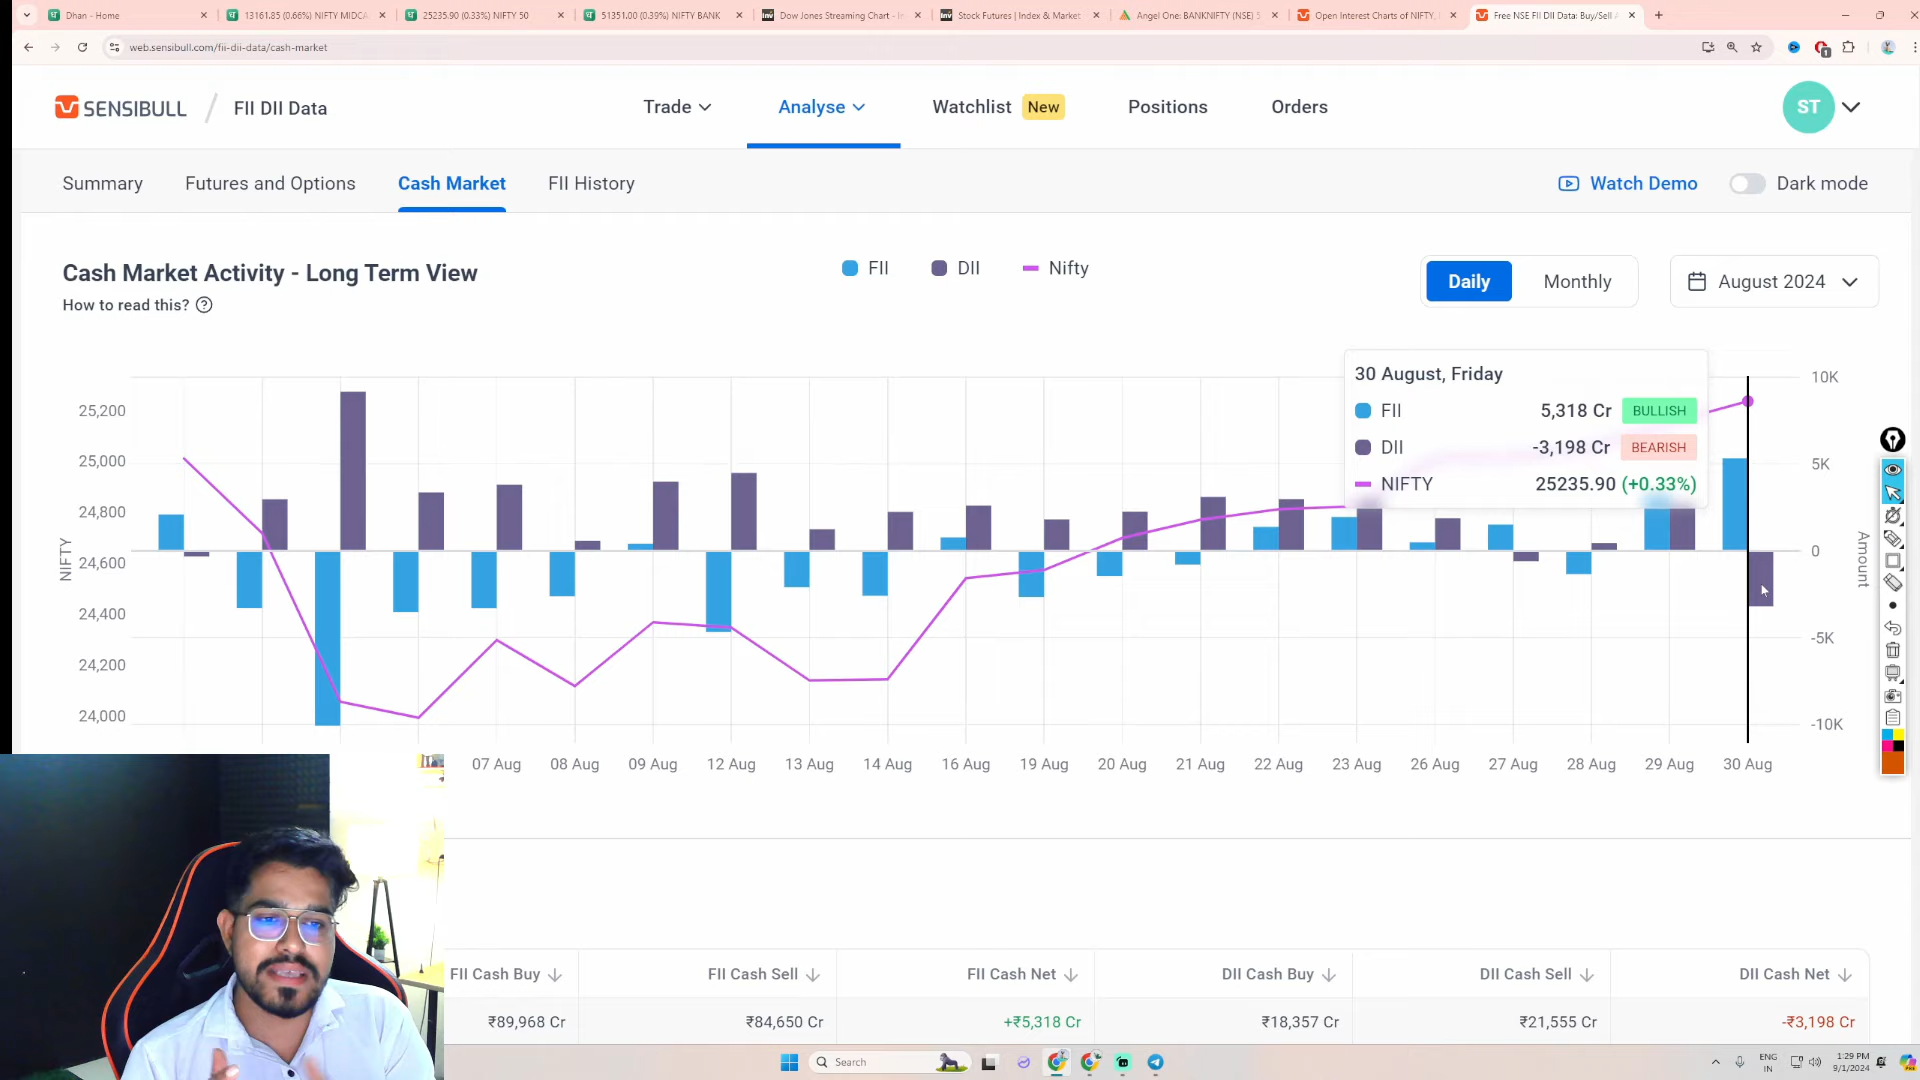 Dhan - Home
13161.85 (0.66%) NIFTY MIDC
25235.90 (0.33%) NIFTY 50
51351.00 (0.39%) NIFTY BANK
Dow Jones Streaming Chart - In
Stock Futures | Index & Market
Angel One: BANKNIFTY (NSE) S
Open Interest Charts of NIFTY,
Free NSE FII DII Data: Buy/Sell A
web.sensibull.com/fii-dii-data/cash-market
SENSIBULL / FII DII Data
Trade
Analyse
Watchlist New
Positions
Orders
ST
Summary
Futures and Options
Cash Market
FII History
Watch Demo
Dark mode
Cash Market Activity - Long Term View
How to read this?
FII
DII
Nifty
Daily
Monthly
August 2024
30 August, Friday
FII 5,318 Cr BULLISH
DII -3,198 Cr BEARISH
NIFTY 25235.90 (+0.33%)
25,200
25,000
24,800
24,600
24,400
24,200
24,000
NIFTY
10K
5K
0
-5K
-10K
Amount
07 Aug
08 Aug
09 Aug
12 Aug
13 Aug
14 Aug
16 Aug
19 Aug
20 Aug
21 Aug
22 Aug
23 Aug
26 Aug
27 Aug
28 Aug
29 Aug
30 Aug
FII Cash Buy
FII Cash Sell
FII Cash Net
DII Cash Buy
DII Cash Sell
DII Cash Net
₹89,968 Cr
₹84,650 Cr
+₹5,318 Cr
₹18,357 Cr
₹21,555 Cr
-₹3,198 Cr
Search
ENG
IN
1:29 PM
9/1/2024